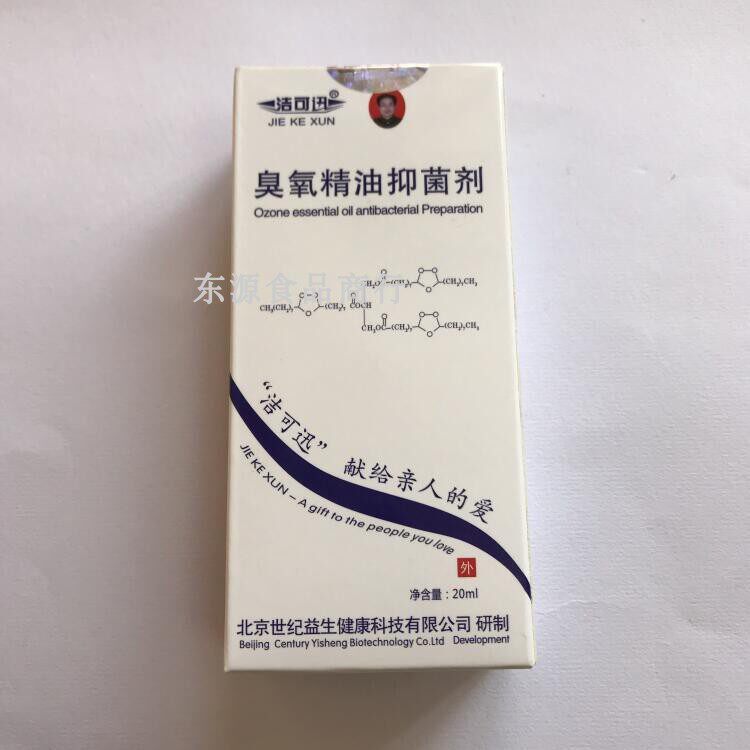 洁可迅®
JIE KE XUN
臭氧精油抑菌剂
Ozone essential oil antibacterial Preparation
东源食品商行
“洁可迅” 献给亲人的爱
JIE KE XUN – A gift to the people you love
外
净含量：20ml
北京世纪益生健康科技有限公司 研制
Beijing Century Yisheng Biotechnology Co.Ltd Development